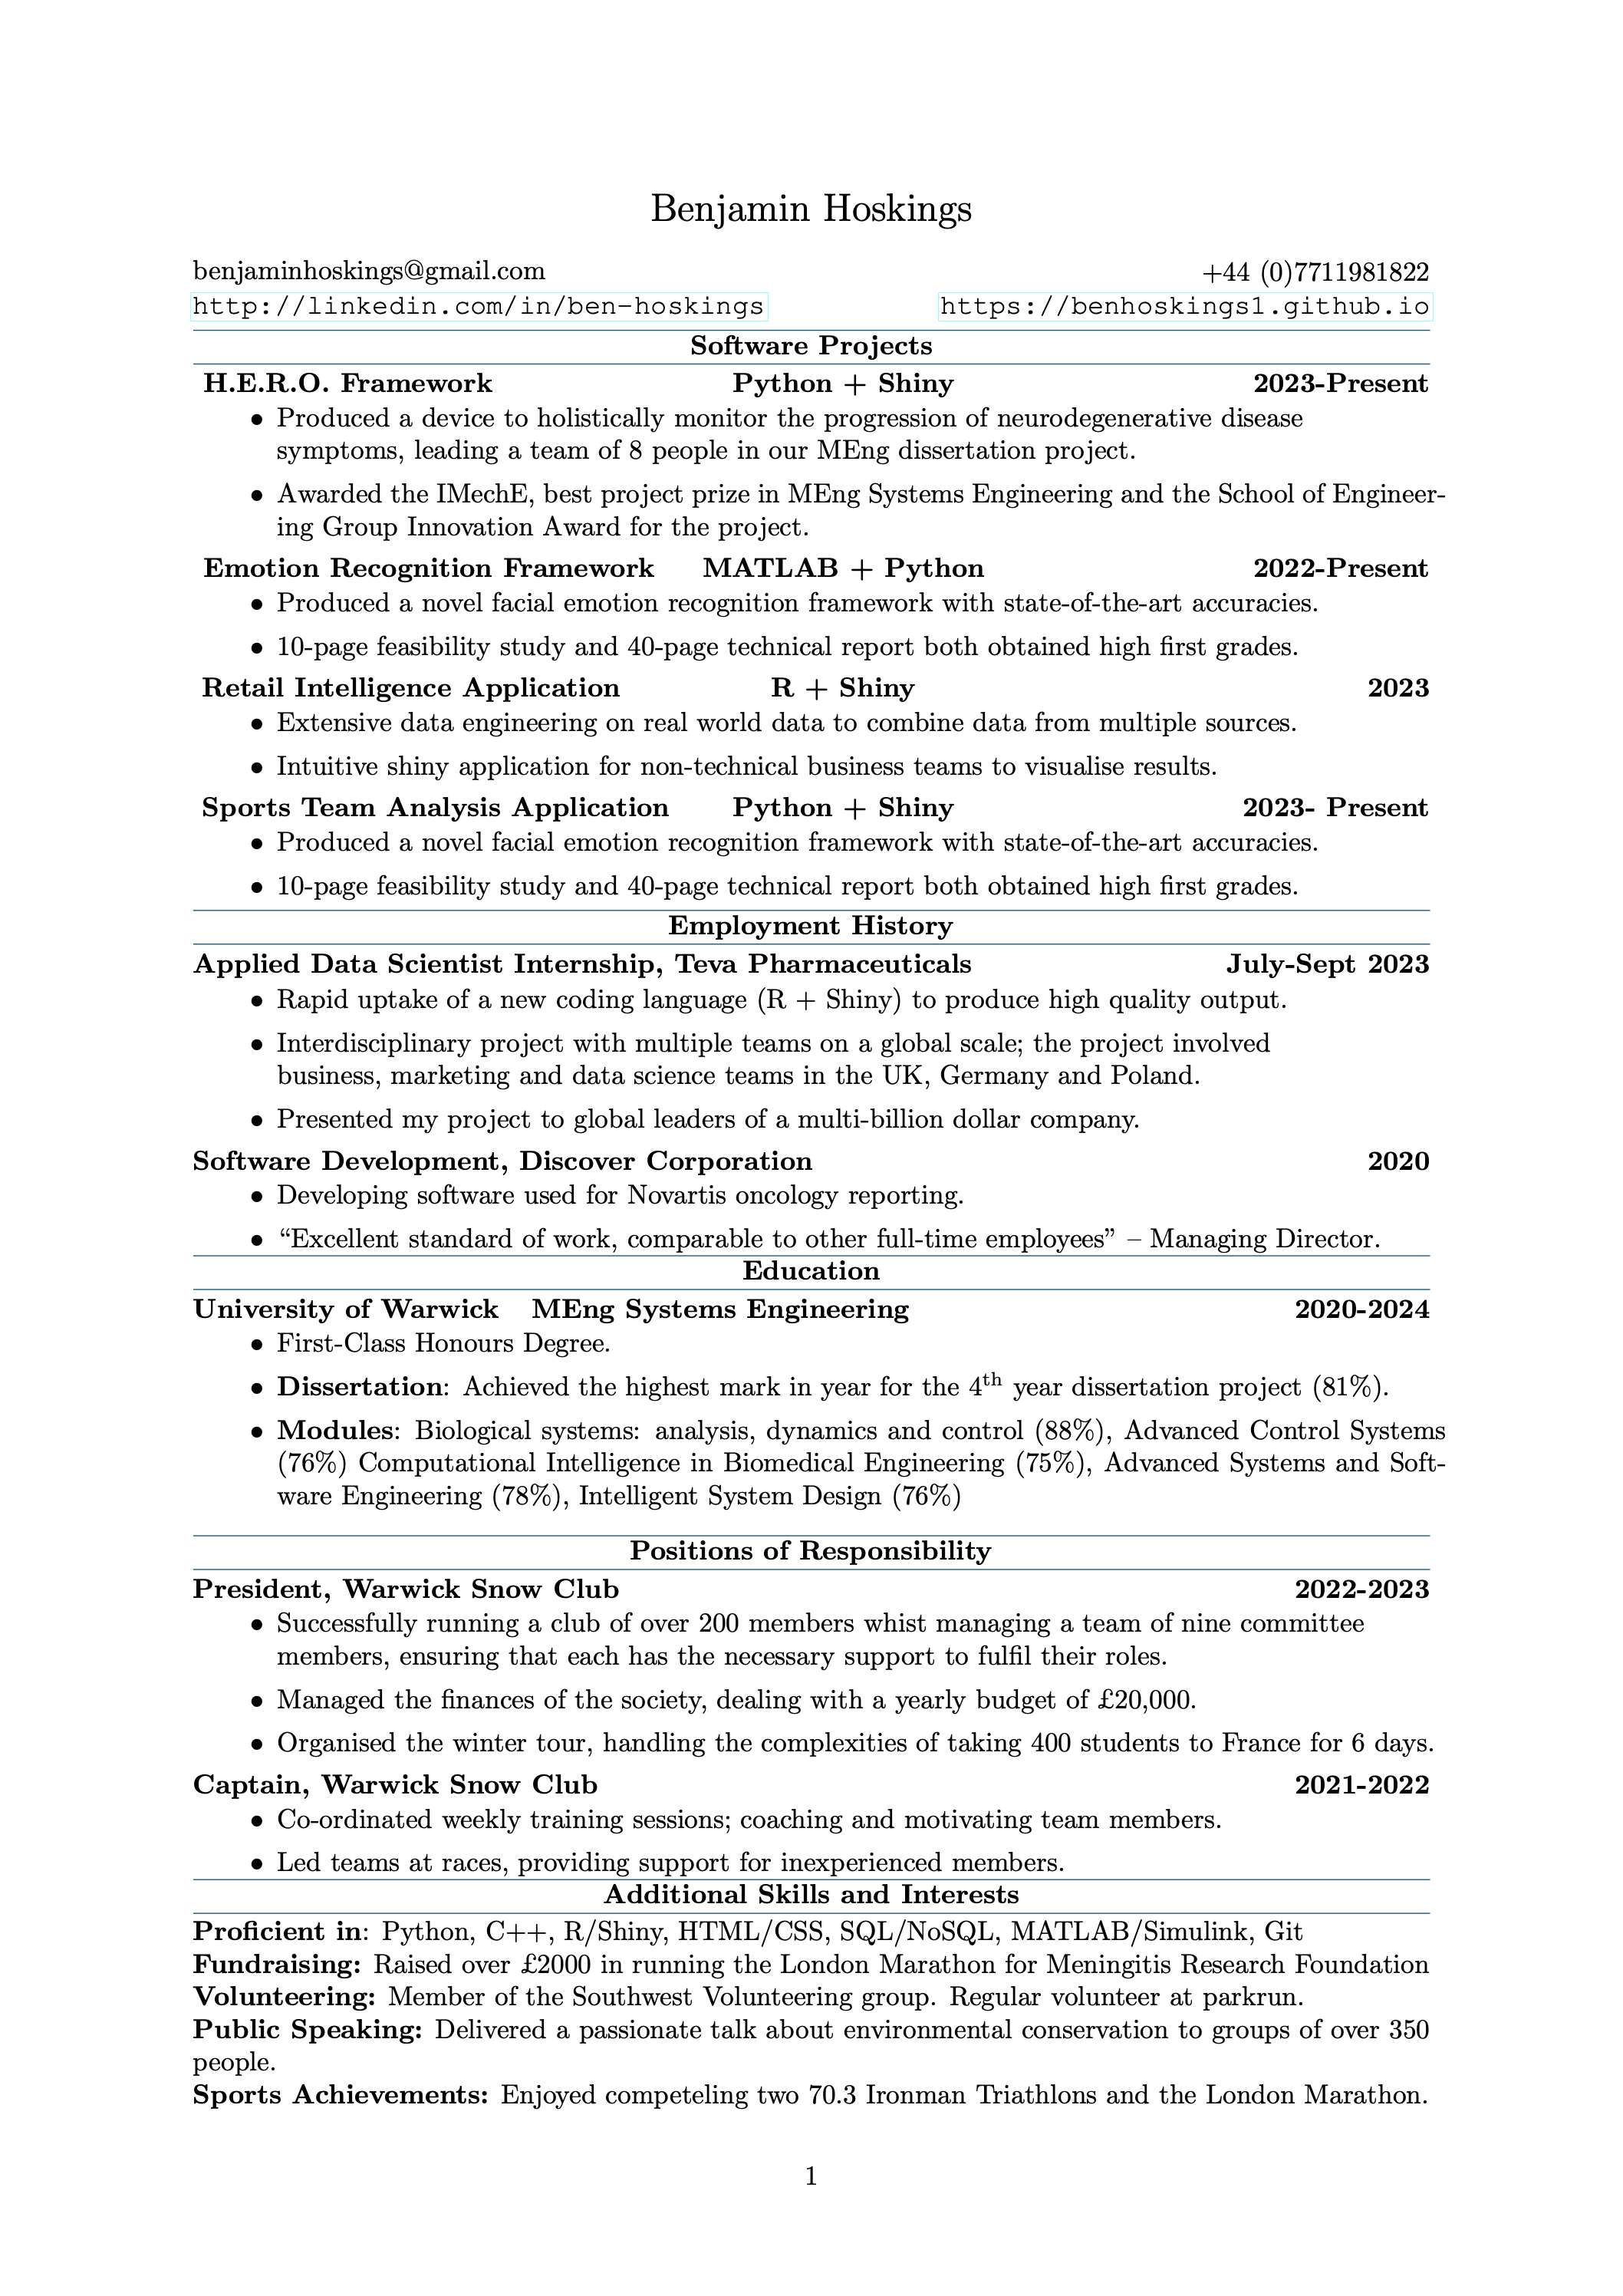 Benjamin Hoskings
benjaminhoskings@gmail.com +44 (0)7711981822
http://linkedin.com/in/ben-hoskings https://benhoskings1.github.io
Software Projects
H.E.R.O. Framework Python + Shiny 2023-Present
• Produced a device to holistically monitor the progression of neurodegenerative disease
symptoms, leading a team of 8 people in our MEng dissertation project.
• Awarded the IMechE, best project prize in MEng Systems Engineering and the School of Engineer-
ing Group Innovation Award for the project.
Emotion Recognition Framework MATLAB + Python 2022-Present
• Produced a novel facial emotion recognition framework with state-of-the-art accuracies.
• 10-page feasibility study and 40-page technical report both obtained high first grades.
Retail Intelligence Application R + Shiny 2023
• Extensive data engineering on real world data to combine data from multiple sources.
• Intuitive shiny application for non-technical business teams to visualise results.
Sports Team Analysis Application Python + Shiny 2023- Present
• Produced a novel facial emotion recognition framework with state-of-the-art accuracies.
• 10-page feasibility study and 40-page technical report both obtained high first grades.
Employment History
Applied Data Scientist Internship, Teva Pharmaceuticals July-Sept 2023
• Rapid uptake of a new coding language (R + Shiny) to produce high quality output.
• Interdisciplinary project with multiple teams on a global scale; the project involved
business, marketing and data science teams in the UK, Germany and Poland.
• Presented my project to global leaders of a multi-billion dollar company.
Software Development, Discover Corporation 2020
• Developing software used for Novartis oncology reporting.
• “Excellent standard of work, comparable to other full-time employees” – Managing Director.
Education
University of Warwick MEng Systems Engineering 2020-2024
• First-Class Honours Degree.
• Dissertation: Achieved the highest mark in year for the 4th year dissertation project (81%).
• Modules: Biological systems: analysis, dynamics and control (88%), Advanced Control Systems
(76%) Computational Intelligence in Biomedical Engineering (75%), Advanced Systems and Soft-
ware Engineering (78%), Intelligent System Design (76%)
Positions of Responsibility
President, Warwick Snow Club 2022-2023
• Successfully running a club of over 200 members whist managing a team of nine committee
members, ensuring that each has the necessary support to fulfil their roles.
• Managed the finances of the society, dealing with a yearly budget of £20,000.
• Organised the winter tour, handling the complexities of taking 400 students to France for 6 days.
Captain, Warwick Snow Club 2021-2022
• Co-ordinated weekly training sessions; coaching and motivating team members.
• Led teams at races, providing support for inexperienced members.
Additional Skills and Interests
Proficient in: Python, C++, R/Shiny, HTML/CSS, SQL/NoSQL, MATLAB/Simulink, Git
Fundraising: Raised over £2000 in running the London Marathon for Meningitis Research Foundation
Volunteering: Member of the Southwest Volunteering group. Regular volunteer at parkrun.
Public Speaking: Delivered a passionate talk about environmental conservation to groups of over 350
people.
Sports Achievements: Enjoyed competeling two 70.3 Ironman Triathlons and the London Marathon.
1